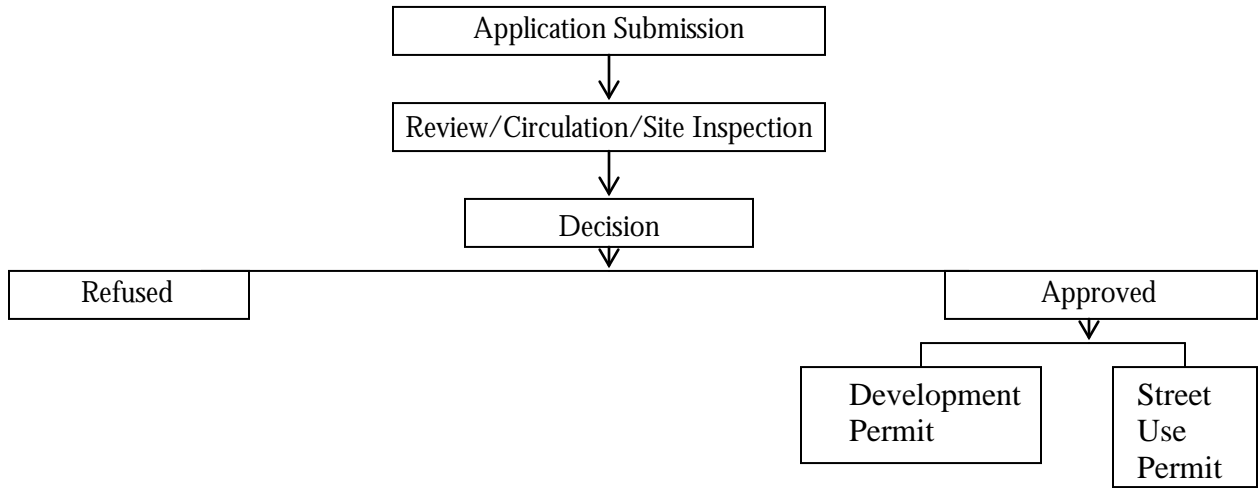 Application Submission
Review/Circulation/Site Inspection
Decision
Refused
Approved
Development
Permit
Street
Use
Permit